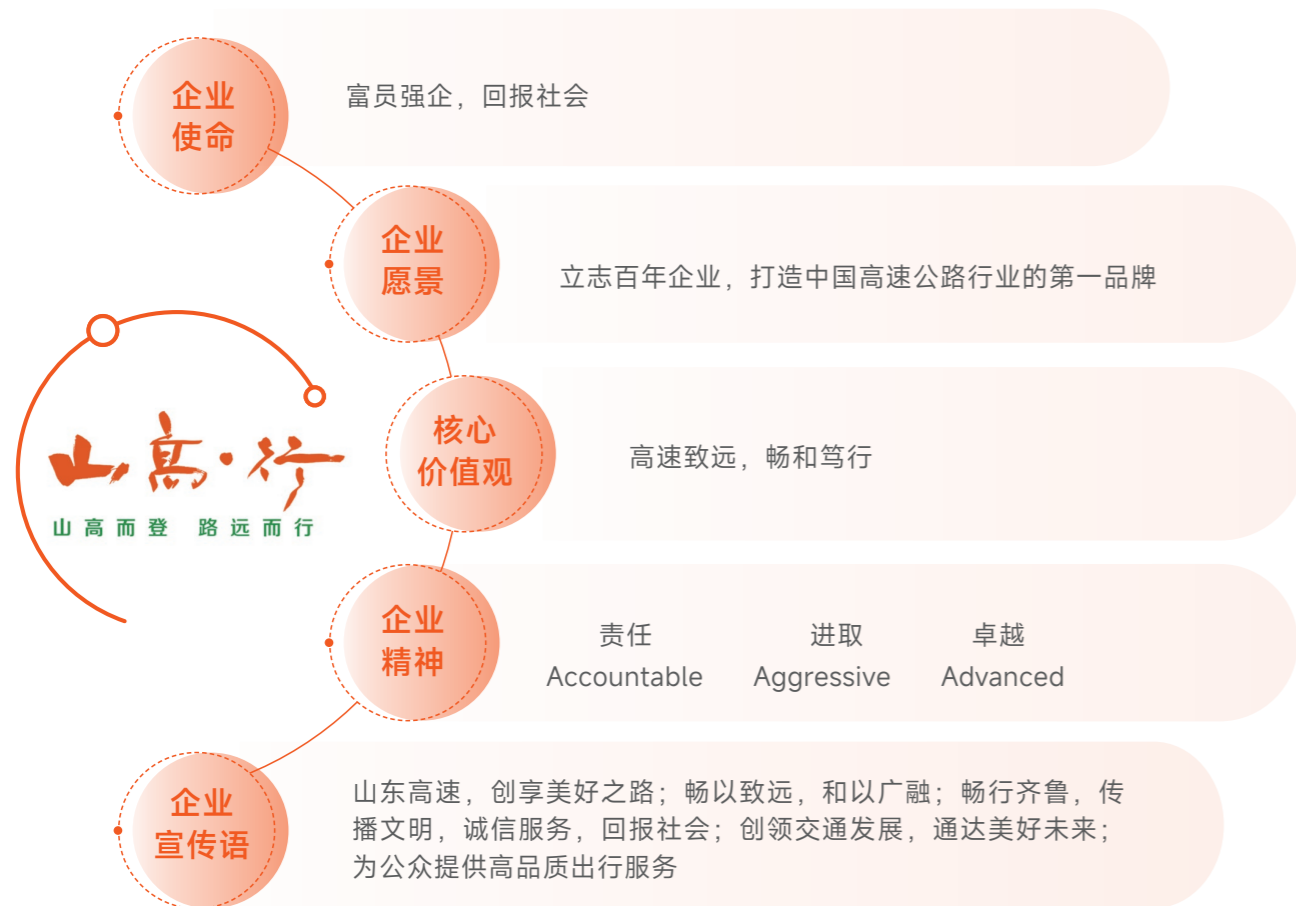 企业
使命
富员强企，回报社会
企业
愿景
立志百年企业，打造中国高速公路行业的第一品牌
山高·行
山高而登 路远而行
核心
价值观
高速致远，畅和笃行
企业
精神
责任 进取 卓越
Accountable Aggressive Advanced
企业
宣传语
山东高速，创享美好之路；畅以致远，和以广融；畅行齐鲁，传
播文明，诚信服务，回报社会；创领交通发展，通达美好未来；
为公众提供高品质出行服务